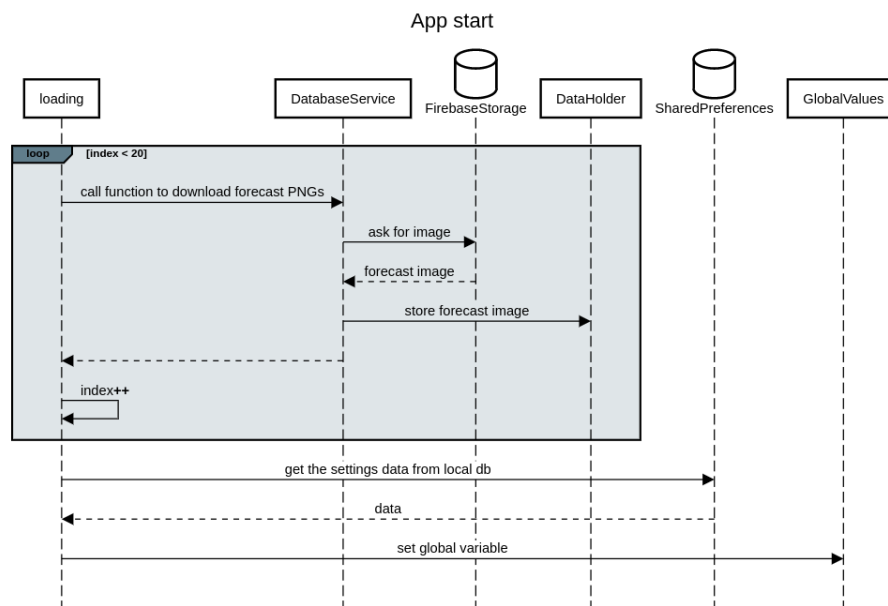 App start
loading
DatabaseService
FirebaseStorage
DataHolder
SharedPreferences
GlobalValues
loop
[index < 20]
call function to download forecast PNGs
ask for image
forecast image
store forecast image
index++
get the settings data from local db
data
set global variable